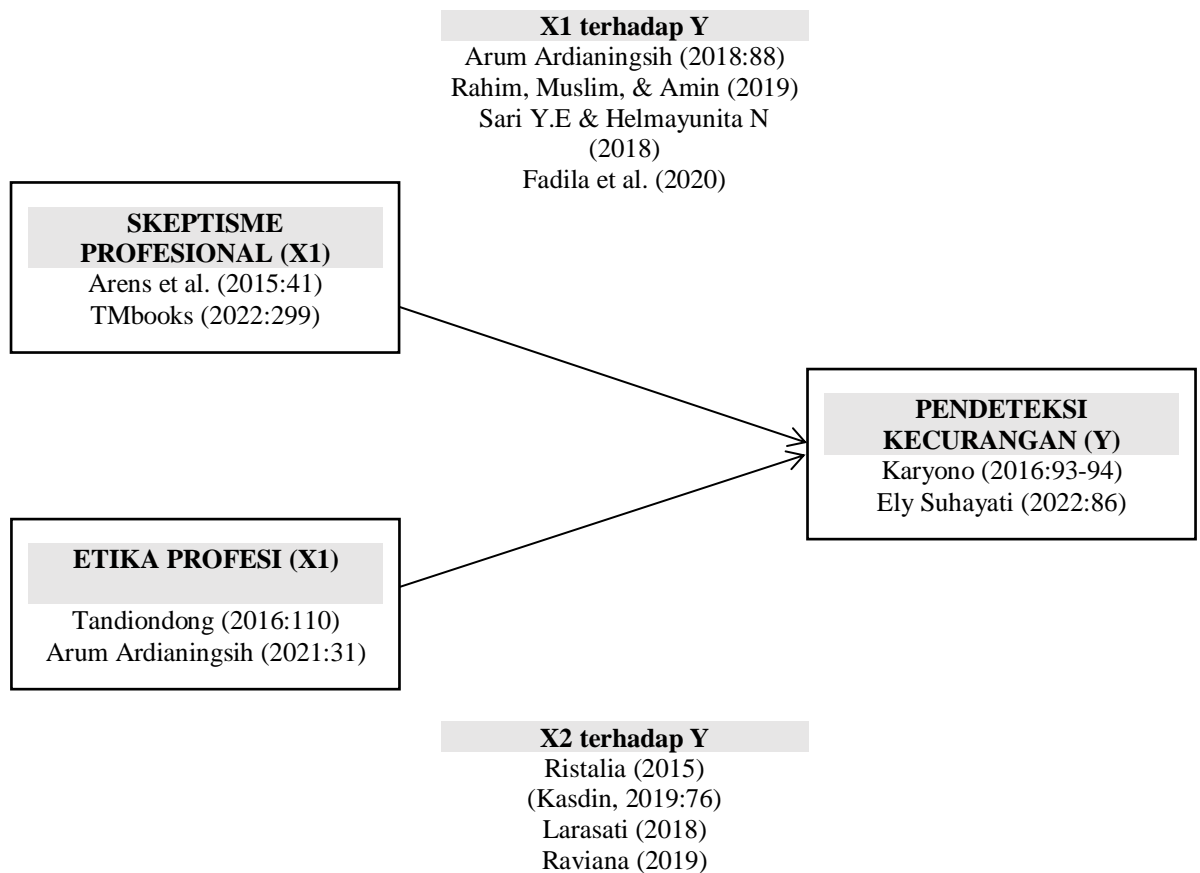 X1 terhadap Y
Arum Ardianingsih (2018:88)
Rahim, Muslim, & Amin (2019)
Sari Y.E & Helmayunita N
(2018)
Fadila et al. (2020)
SKEPTISME
PROFESIONAL (X1)
Arens et al. (2015:41)
TMbooks (2022:299)
PENDETEKSI
KECURANGAN (Y)
Karyono (2016:93-94)
Ely Suhayati (2022:86)
ETIKA PROFESI (X1)
Tandiondong (2016:110)
Arum Ardianingsih (2021:31)
X2 terhadap Y
Ristalia (2015)
(Kasdin, 2019:76)
Larasati (2018)
Raviana (2019)